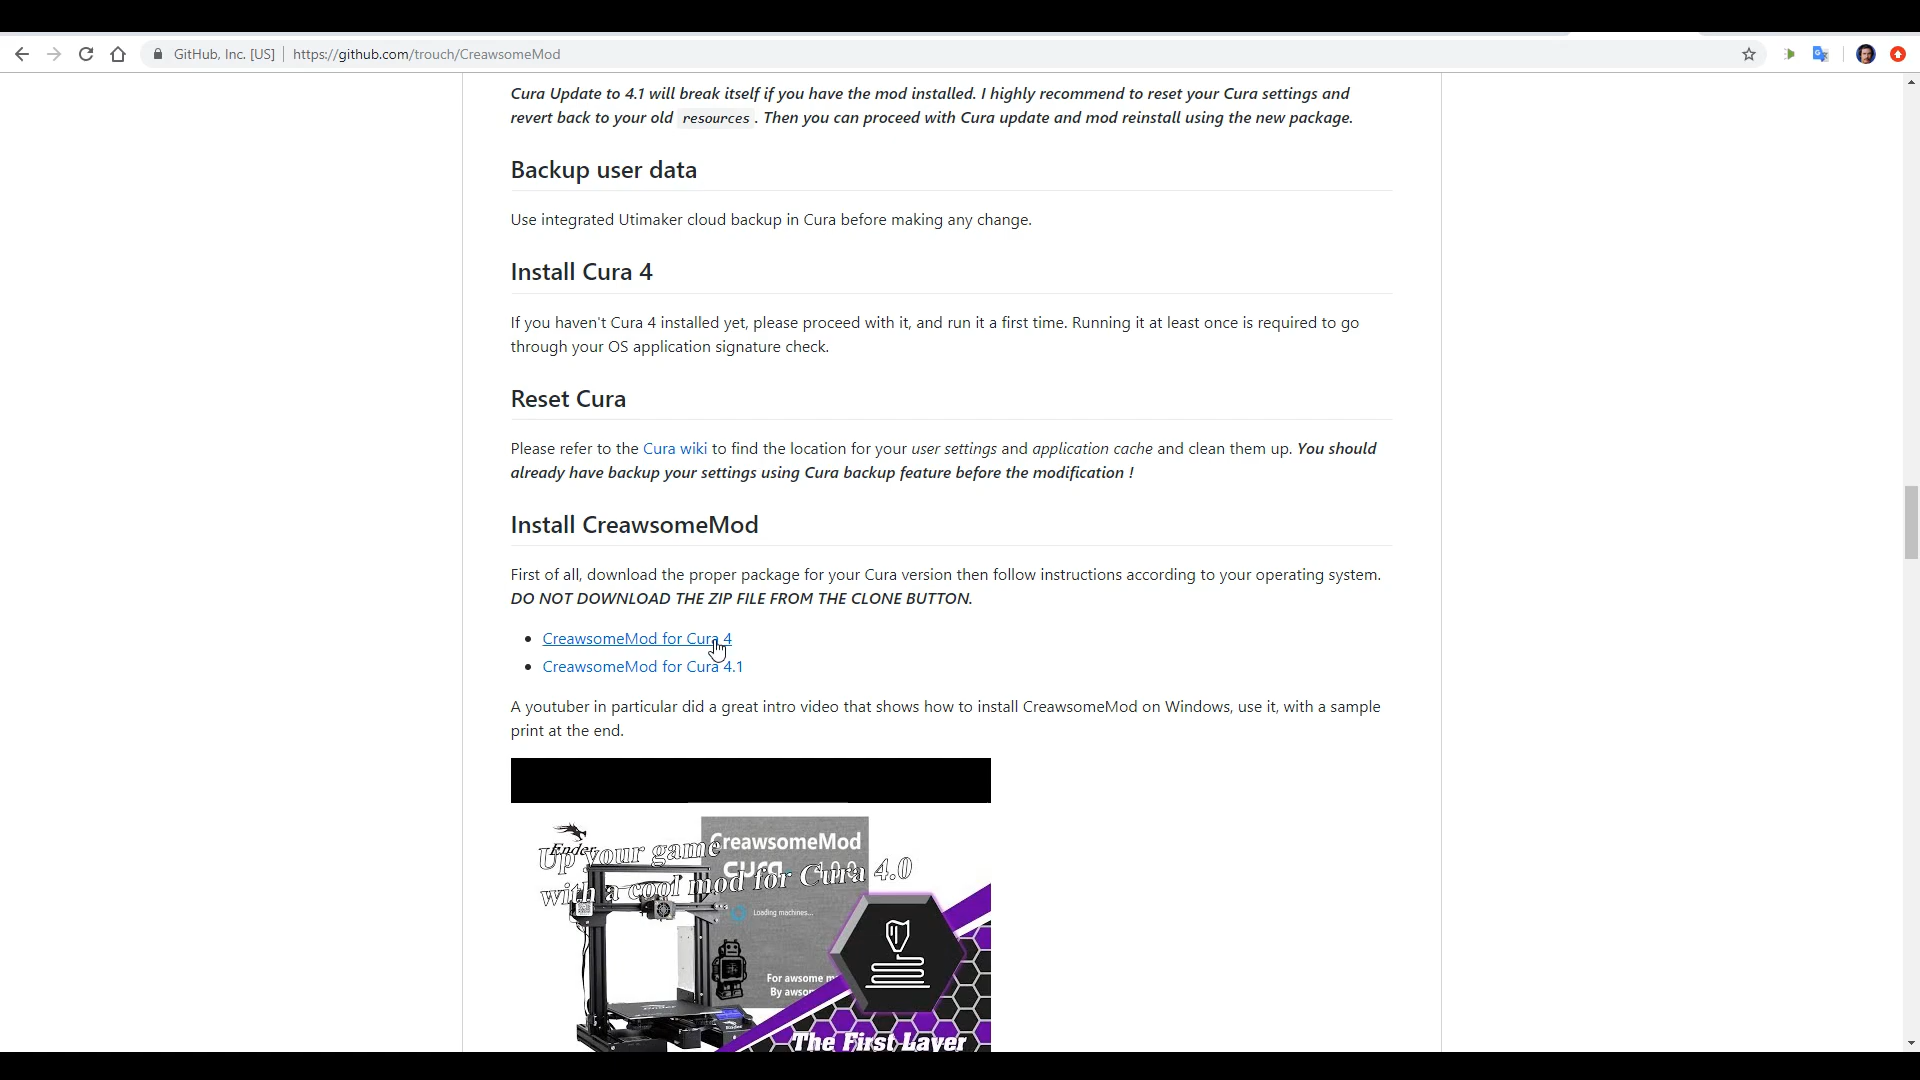 GitHub, Inc. [US] https://github.com/trouch/CreawsomeMod
Cura Update to 4.1 will break itself if you have the mod installed. I highly recommend to reset your Cura settings and
revert back to your old resources . Then you can proceed with Cura update and mod reinstall using the new package.
Backup user data
Use integrated Utimaker cloud backup in Cura before making any change.
Install Cura 4
If you haven't Cura 4 installed yet, please proceed with it, and run it a first time. Running it at least once is required to go
through your OS application signature check.
Reset Cura
Please refer to the Cura wiki to find the location for your user settings and application cache and clean them up. You should
already have backup your settings using Cura backup feature before the modification !
Install CreawsomeMod
First of all, download the proper package for your Cura version then follow instructions according to your operating system.
DO NOT DOWNLOAD THE ZIP FILE FROM THE CLONE BUTTON.
CreawsomeMod for Cura 4
CreawsomeMod for Cura 4.1
A youtuber in particular did a great intro video that shows how to install CreawsomeMod on Windows, use it, with a sample
print at the end.
Ender
CreawsomeMod
Up your game
cura 4.0.0
with a cool mod for Cura 4.0
Loading machines...
For awsome m
By awso
The First Layer